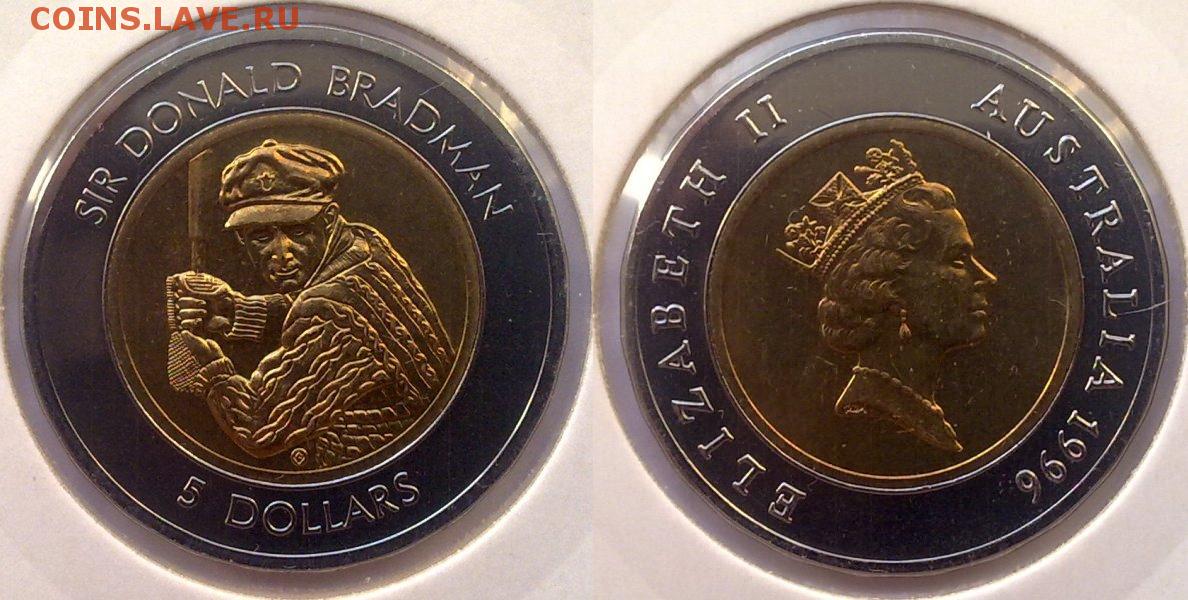 COINS.LAVE.RU
SIR DONALD BRADMAN
5 DOLLARS
ELIZABETH II
AUSTRALIA 1996